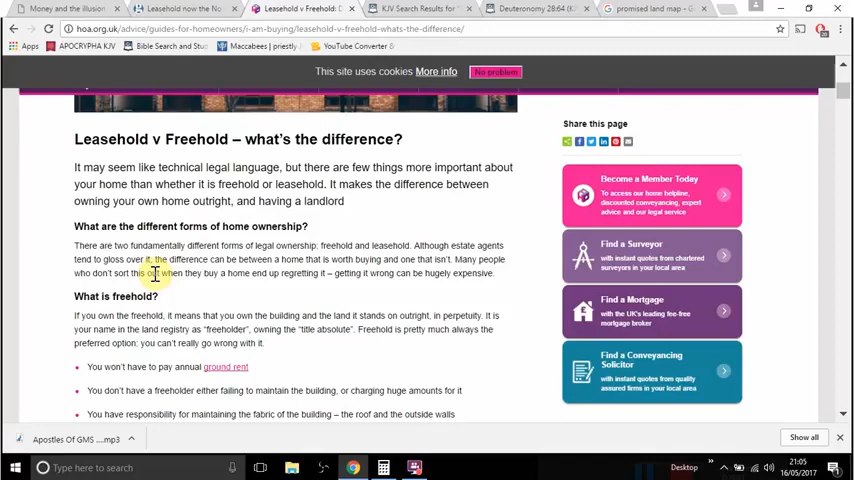 Money and the illusion
Leasehold now the No
Leasehold v Freehold: D
KJV Search Results for "
Deuteronomy 28:64 (KJ
promised land map - G
hoa.org.uk/advice/guides-for-homeowners/i-am-buying/leasehold-v-freehold-whats-the-difference/
Apps
APOCRYPHA KJV
Bible Search and Stud
Maccabees | priestly
YouTube Converter &
This site uses cookies More info
No problem
Leasehold v Freehold – what's the difference?
It may seem like technical legal language, but there are few things more important about
your home than whether it is freehold or leasehold. It makes the difference between
owning your own home outright, and having a landlord
What are the different forms of home ownership?
There are two fundamentally different forms of legal ownership: freehold and leasehold. Although estate agents
tend to gloss over it, the difference can be between a home that is worth buying and one that isn't. Many people
who don't sort this out when they buy a home end up regretting it – getting it wrong can be hugely expensive.
What is freehold?
If you own the freehold, it means that you own the building and the land it stands on outright, in perpetuity. It is
your name in the land registry as "freeholder", owning the "title absolute". Freehold is pretty much always the
preferred option: you can't really go wrong with it.
You won't have to pay annual ground rent
You don't have a freeholder either failing to maintain the building, or charging huge amounts for it
You have responsibility for maintaining the fabric of the building – the roof and the outside walls
Share this page
Become a Member Today
To access our home helpline,
discounted conveyancing, expert
advice and our legal service
Find a Surveyor
with instant quotes from chartered
surveyors in your local area
Find a Mortgage
with the UK's leading fee-free
mortgage broker
Find a Conveyancing
Solicitor
with instant quotes from quality
assured firms in your local area
Apostles Of GMS ....mp3
Show all
Type here to search
Desktop
21:05
16/05/2017